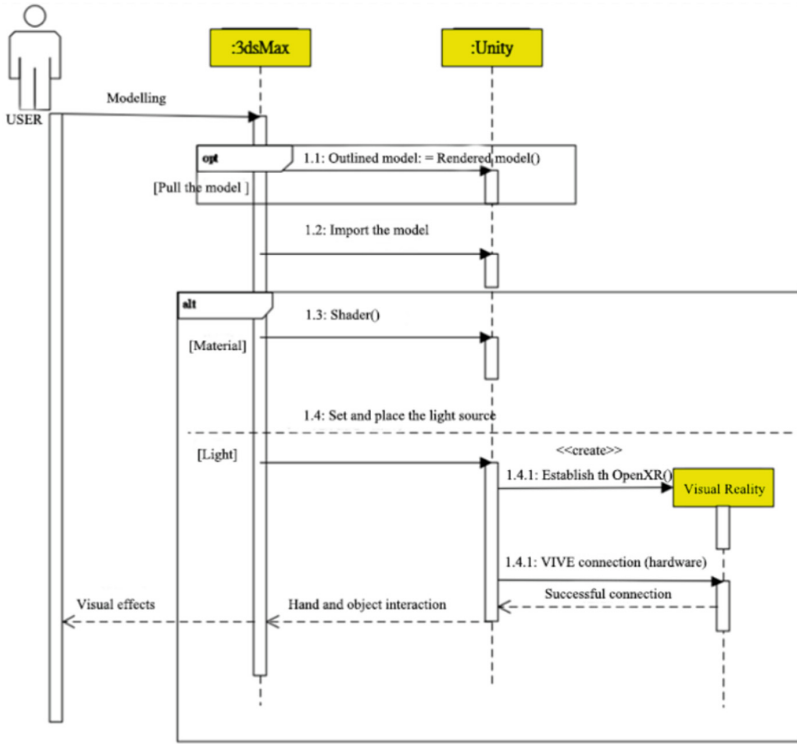 :3dsMax
:Unity
USER
Modelling
opt
1.1: Outlined model: = Rendered model()
[Pull the model ]
1.2: Import the model
alt
1.3: Shader()
[Material]
1.4: Set and place the light source
[Light]
<<create>>
1.4.1: Establish th OpenXR()
Visual Reality
1.4.1: VIVE connection (hardware)
Successful connection
Visual effects
Hand and object interaction